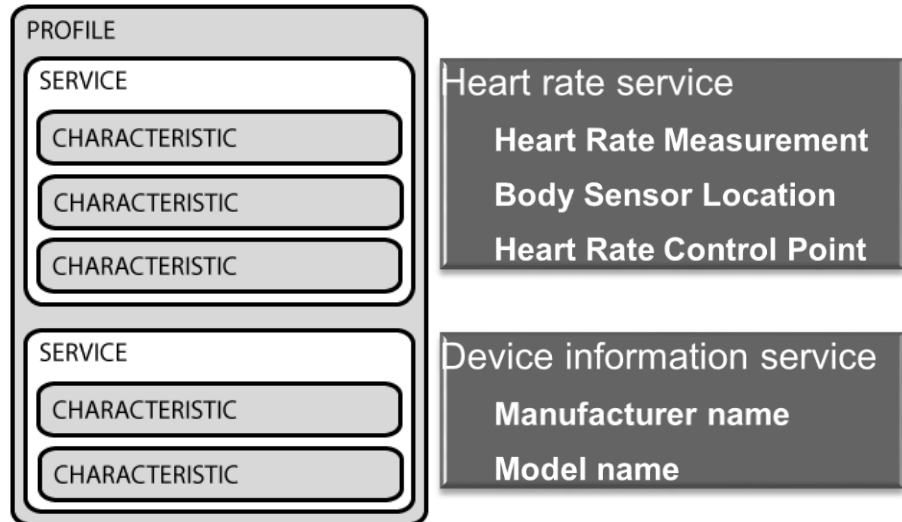 PROFILE
SERVICE
CHARACTERISTIC
CHARACTERISTIC
CHARACTERISTIC
SERVICE
CHARACTERISTIC
CHARACTERISTIC
Heart rate service
Heart Rate Measurement
Body Sensor Location
Heart Rate Control Point
Device information service
Manufacturer name
Model name